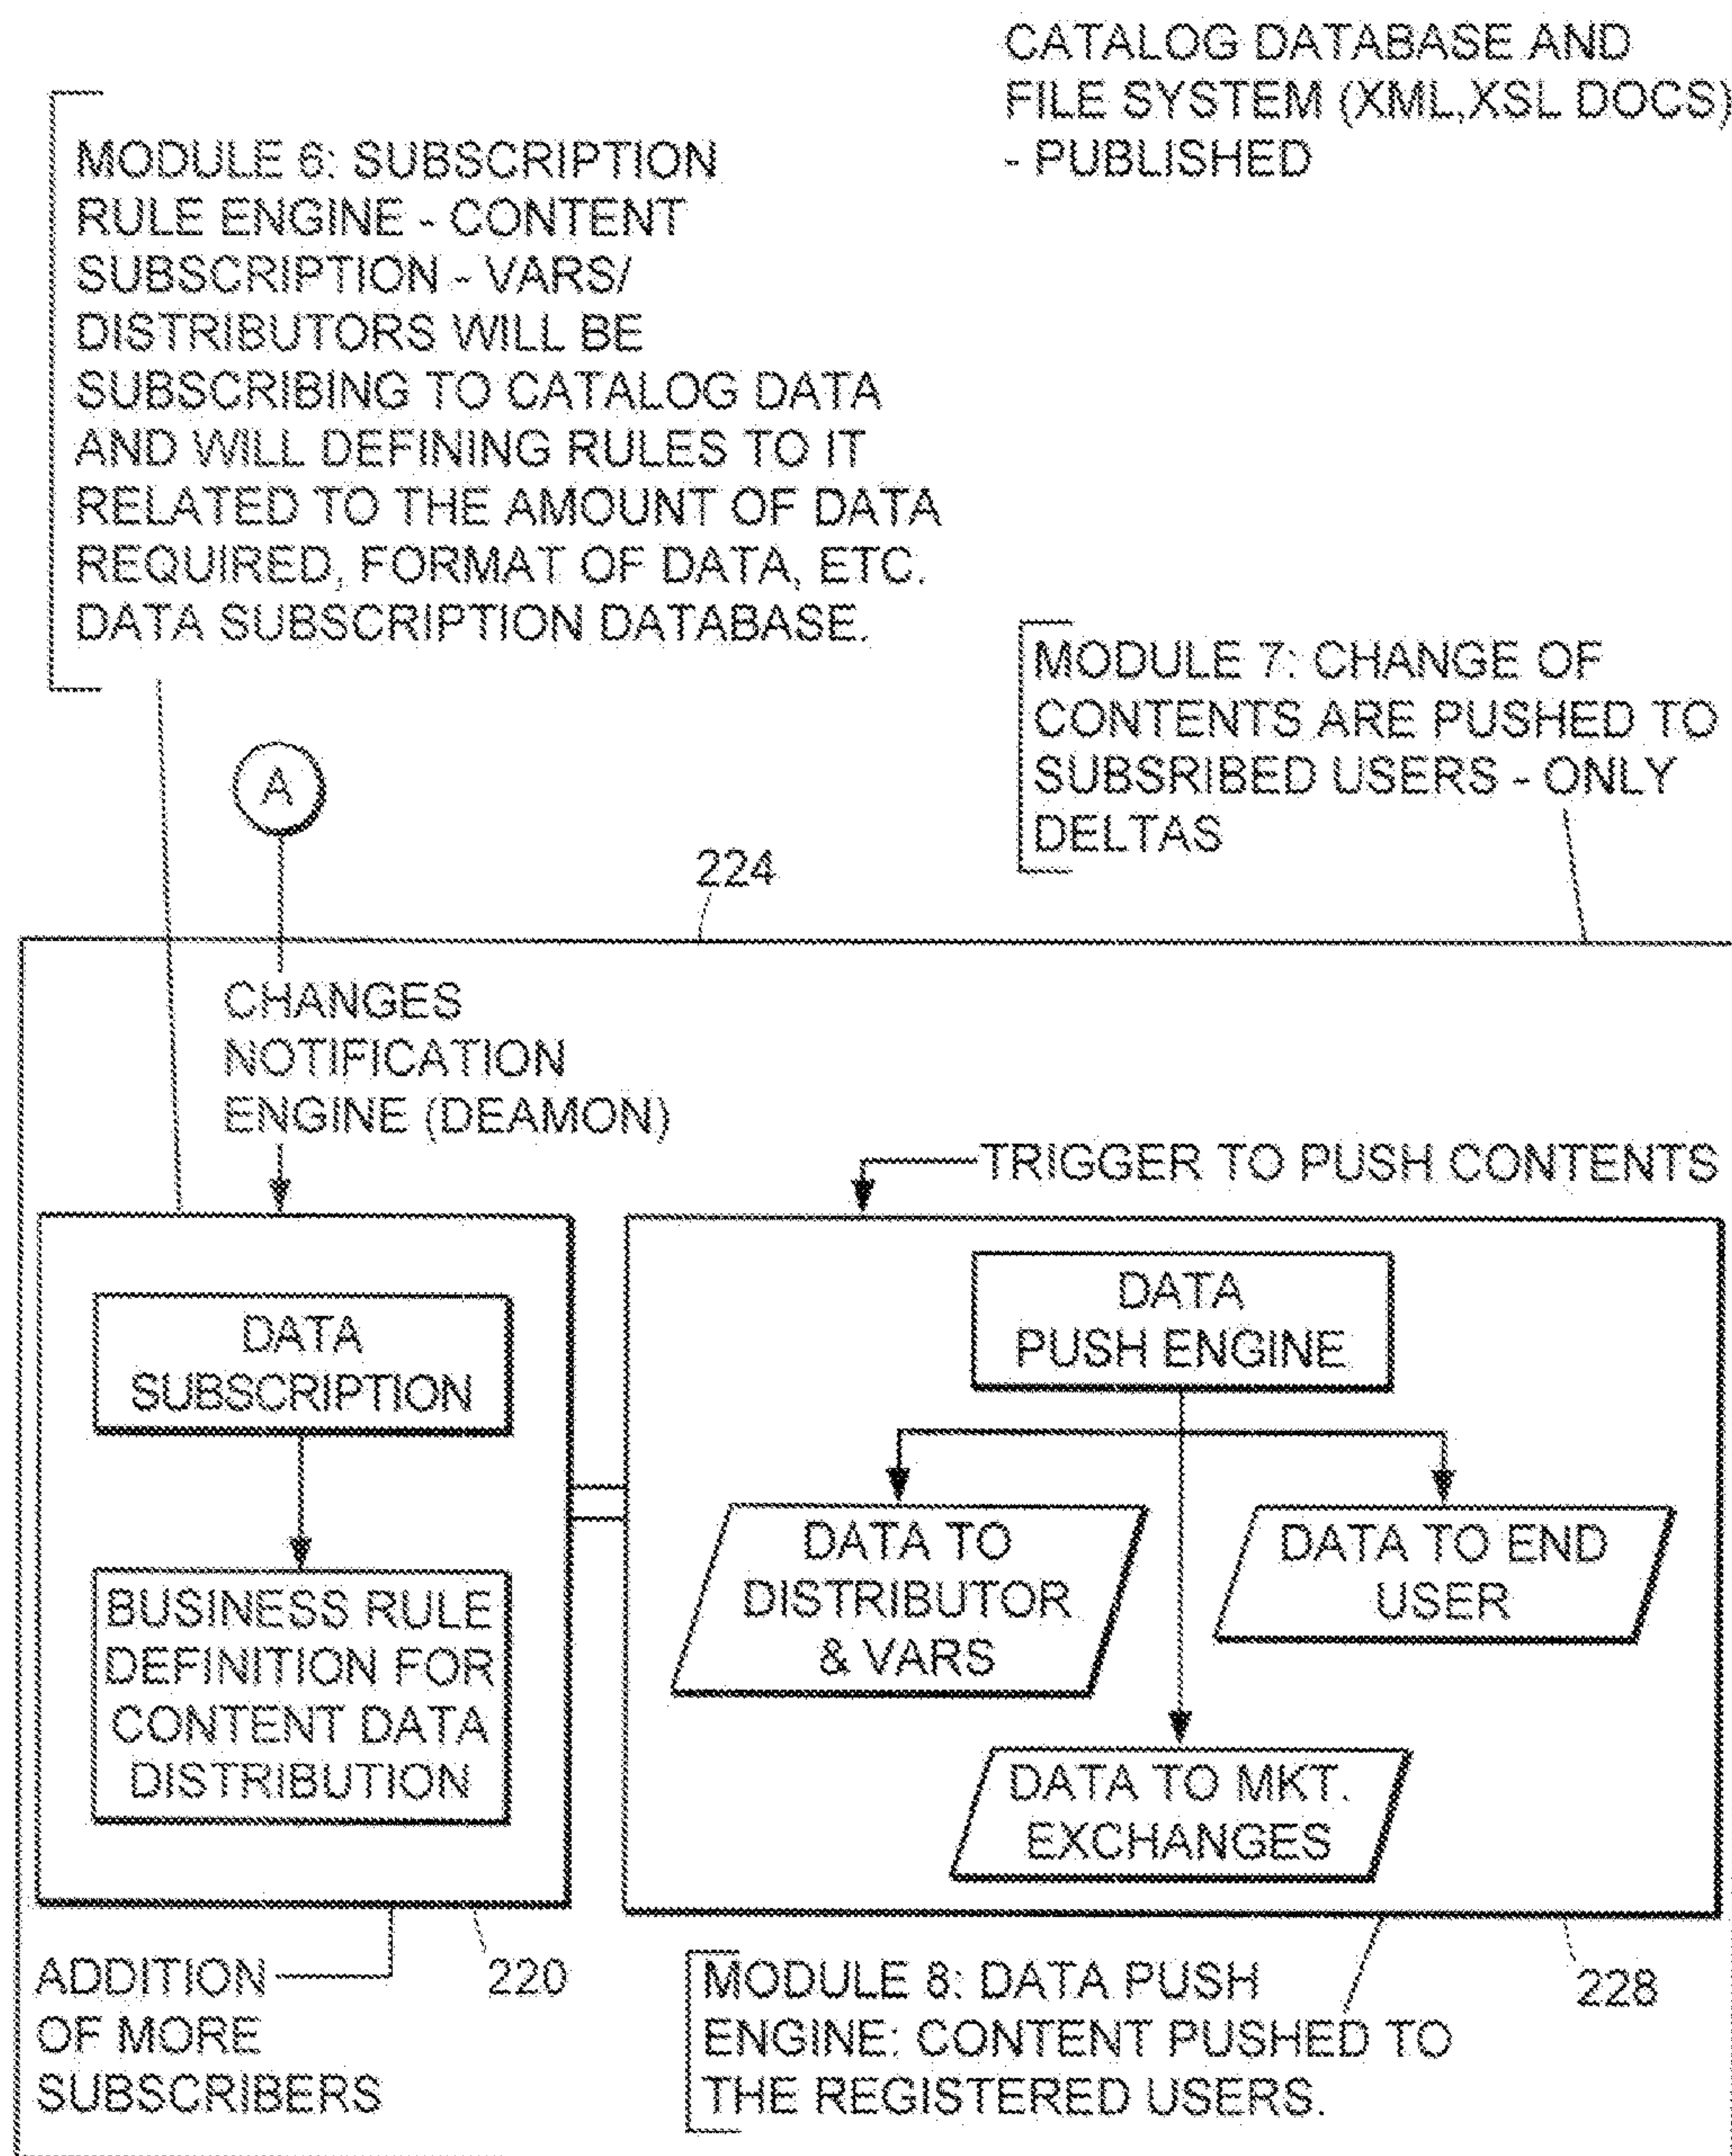 CATALOG DATABASE AND
FILE SYSTEM (XML,XSL DOCS)
- PUBLISHED
MODULE 6: SUBSCRIPTION
RULE ENGINE - CONTENT
SUBSCRIPTION - VARS/
DISTRIBUTORS WILL BE
SUBSCRIBING TO CATALOG DATA
AND WILL DEFINING RULES TO IT
RELATED TO THE AMOUNT OF DATA
REQUIRED, FORMAT OF DATA, ETC.
DATA SUBSCRIPTION DATABASE.
MODULE 7: CHANGE OF
CONTENTS ARE PUSHED TO
SUBSRIBED USERS - ONLY
DELTAS
A
224
CHANGES
NOTIFICATION
ENGINE (DEAMON)
TRIGGER TO PUSH CONTENTS
DATA
SUBSCRIPTION
BUSINESS RULE
DEFINITION FOR
CONTENT DATA
DISTRIBUTION
DATA
PUSH ENGINE
DATA TO
DISTRIBUTOR
& VARS
DATA TO END
USER
DATA TO MKT.
EXCHANGES
ADDITION
OF MORE
SUBSCRIBERS
220
MODULE 8: DATA PUSH
ENGINE: CONTENT PUSHED TO
THE REGISTERED USERS.
228